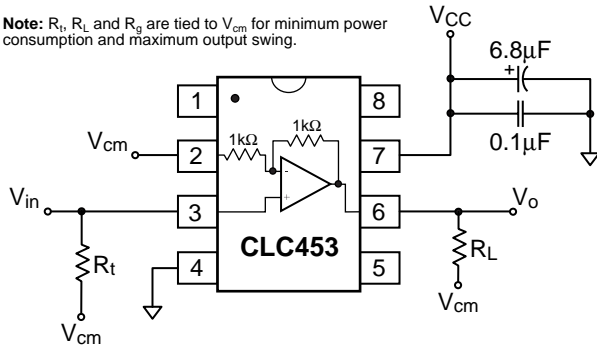 Note: Rt, RL and Rg are tied to Vcm for minimum power
consumption and maximum output swing.
VCC
6.8µF
+
0.1µF
1
8
1kΩ
1kΩ
Vcm
2
7
-
+
Vin
3
6
Vo
CLC453
Rt
4
5
RL
Vcm
Vcm